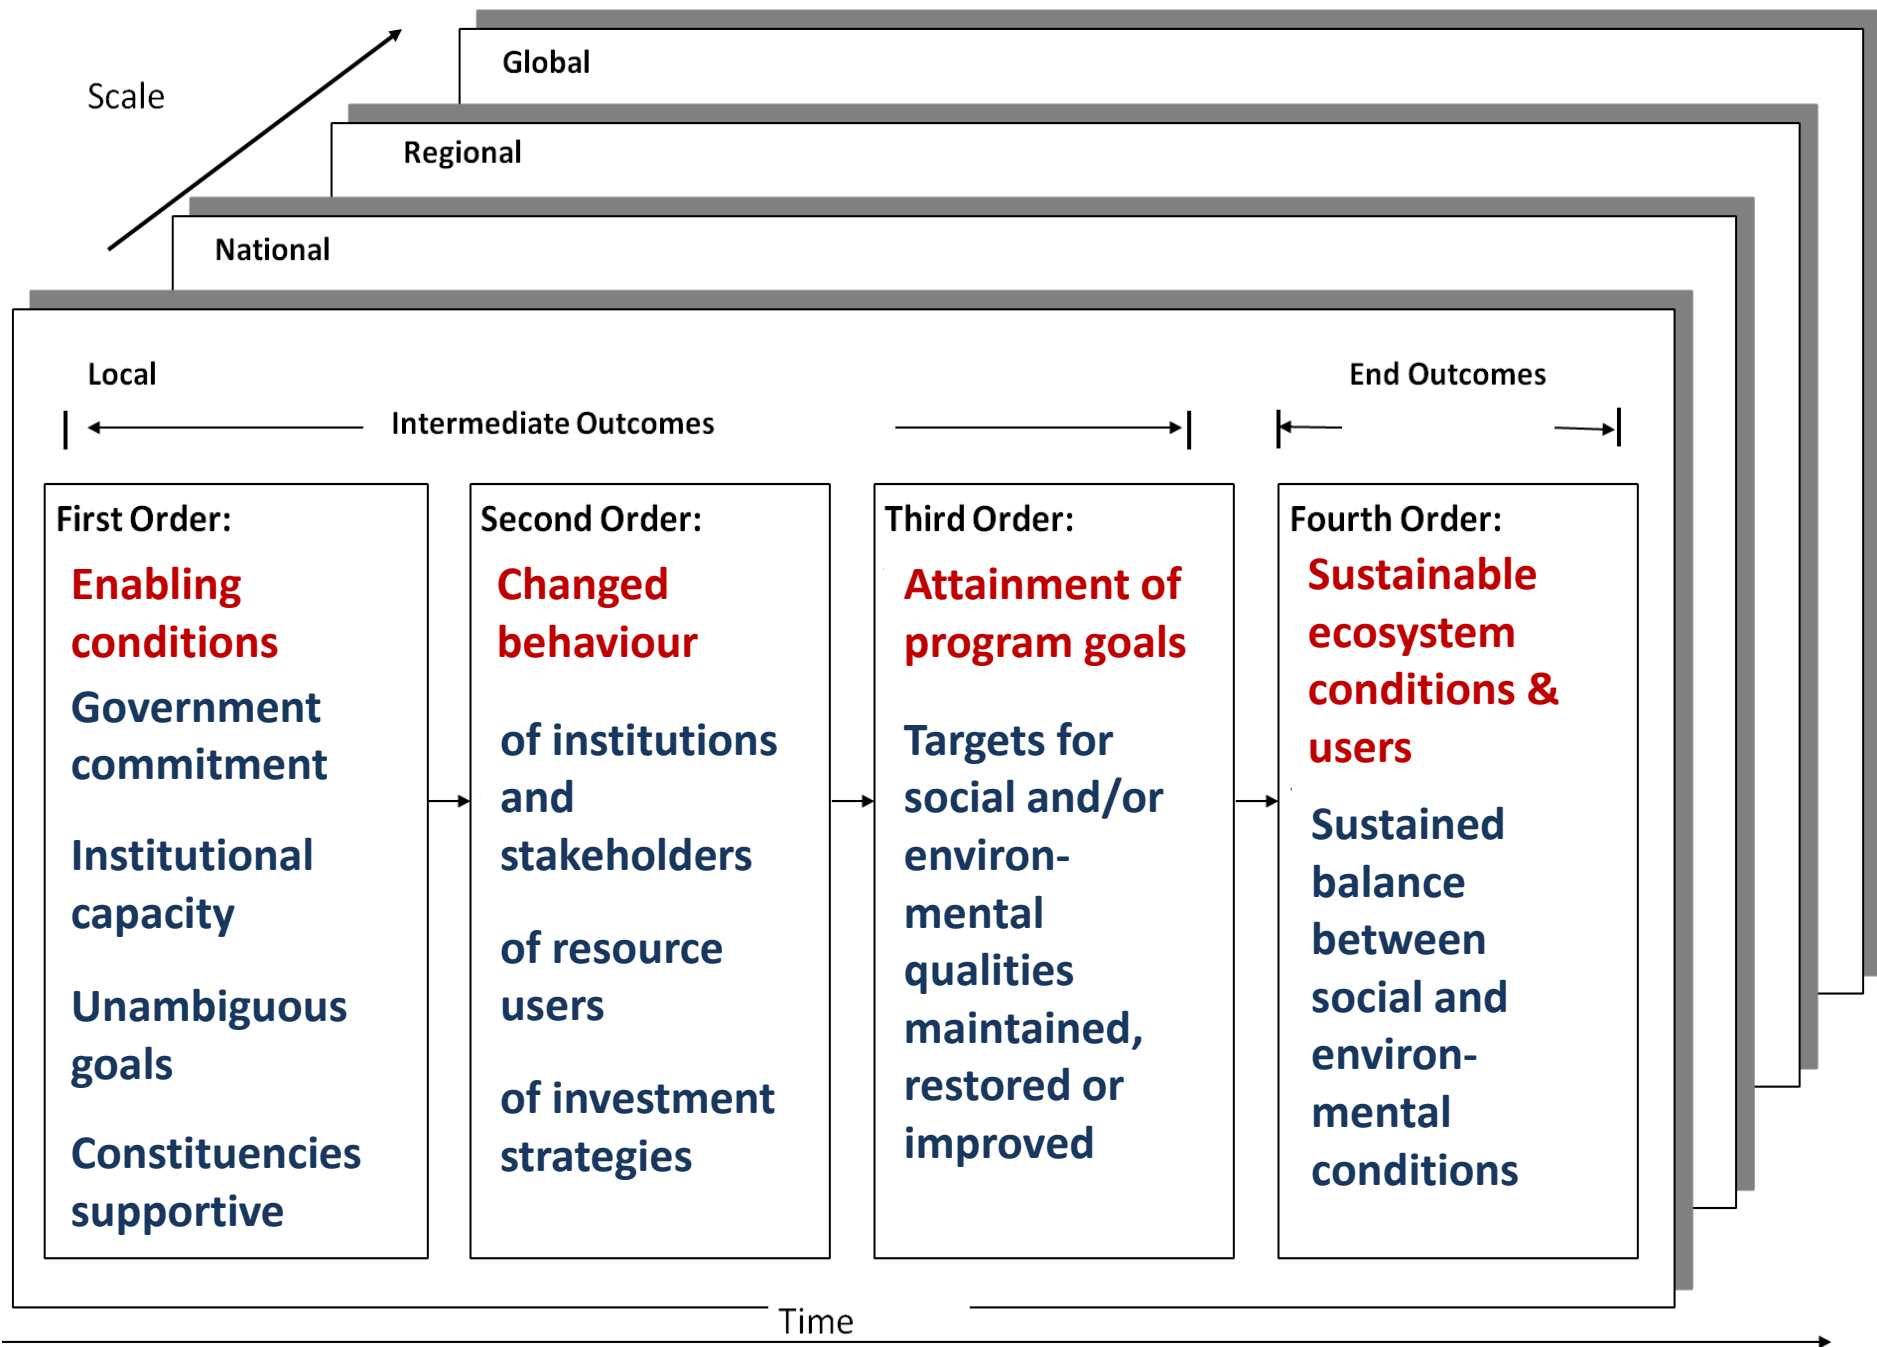 Global
Scale
Regional
National
Local
End Outcomes
Intermediate Outcomes
First Order:
Enabling
conditions
Government
commitment
Institutional
capacity
Unambiguous
goals
Constituencies
supportive
Second Order:
Changed
behaviour
of institutions
and
stakeholders
of resource
users
of investment
strategies
Third Order:
Attainment of
program goals
Targets for
social and/or
environ-
mental
qualities
maintained,
restored or
improved
Fourth Order:
Sustainable
ecosystem
conditions &
users
Sustained
balance
between
social and
environ-
mental
conditions
Time